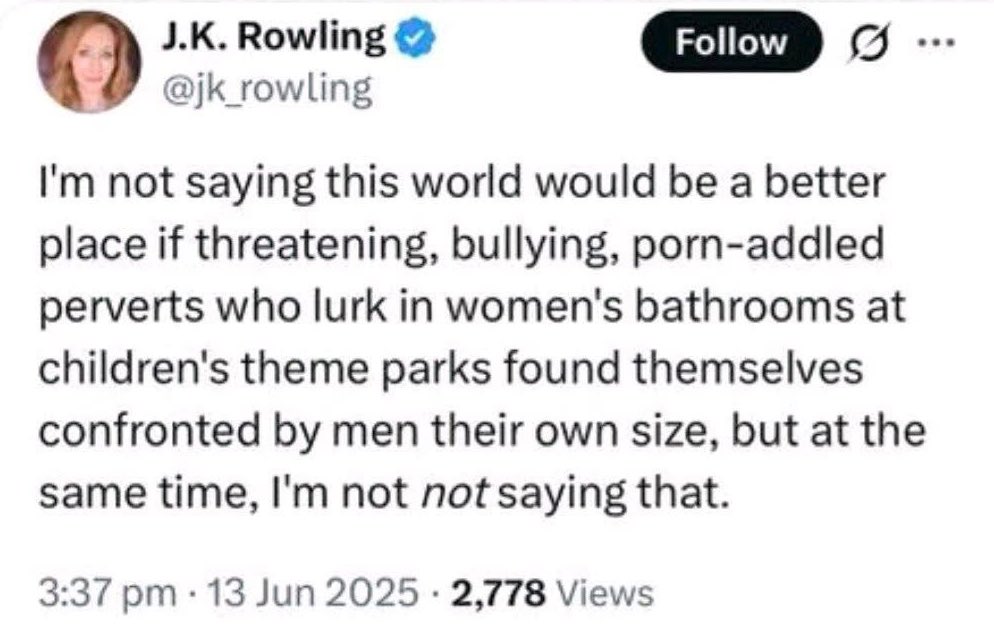 J.K. Rowling
Follow
@jk_rowling
I'm not saying this world would be a better
place if threatening, bullying, porn-addled
perverts who lurk in women's bathrooms at
children's theme parks found themselves
confronted by men their own size, but at the
same time, I'm not not saying that.
3:37 pm · 13 Jun 2025 · 2,778 Views